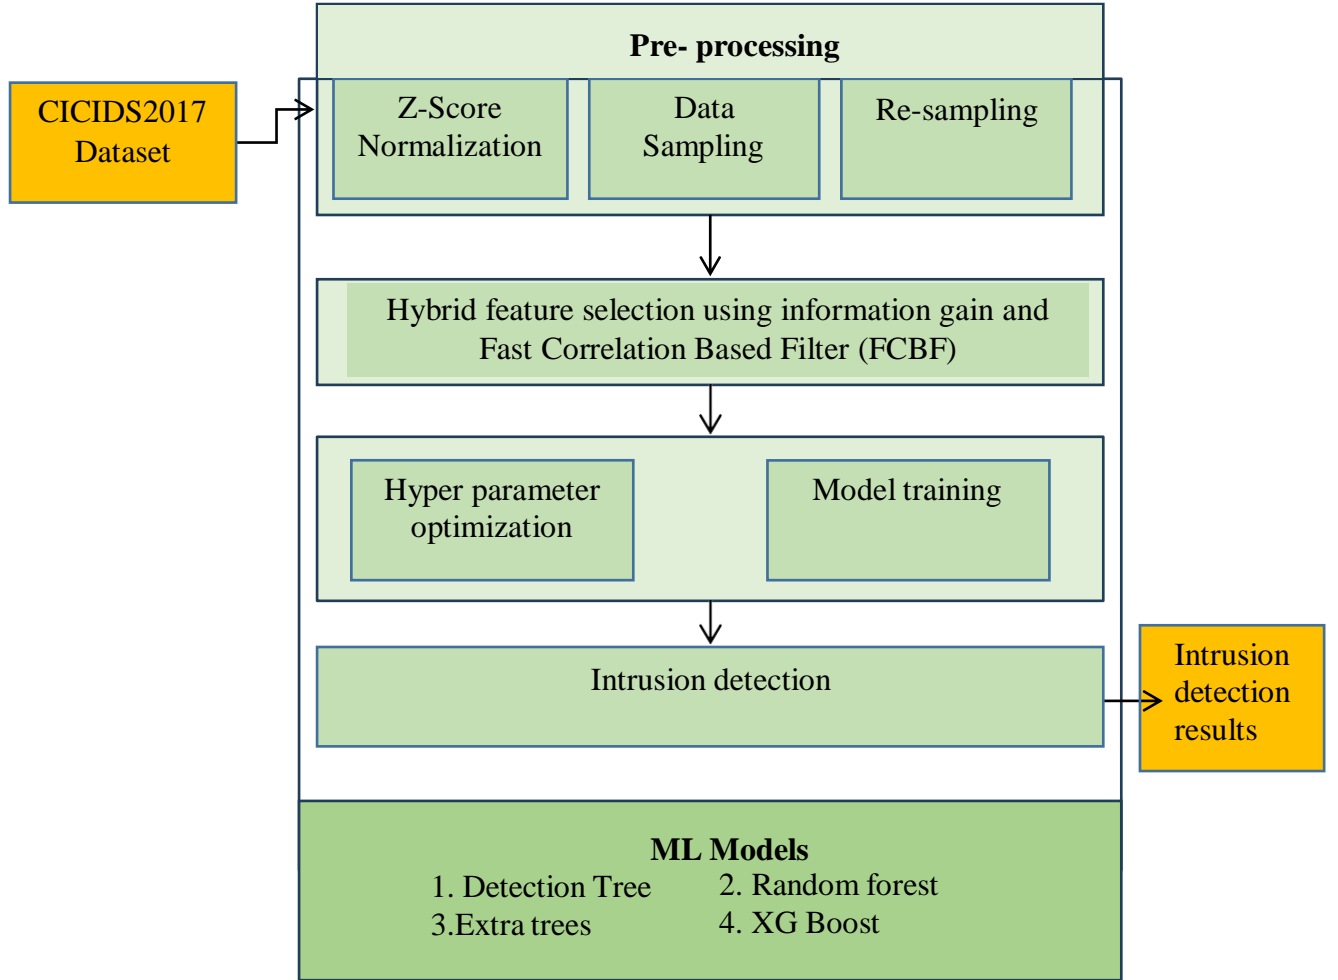 Pre- processing
CICIDS2017
Dataset
Z-Score
Normalization
Data
Sampling
Re-sampling
Hybrid feature selection using information gain and
Fast Correlation Based Filter (FCBF)
Hyper parameter
optimization
Model training
Intrusion detection
Intrusion
detection
results
ML Models
1. Detection Tree
2. Random forest
3.Extra trees
4. XG Boost